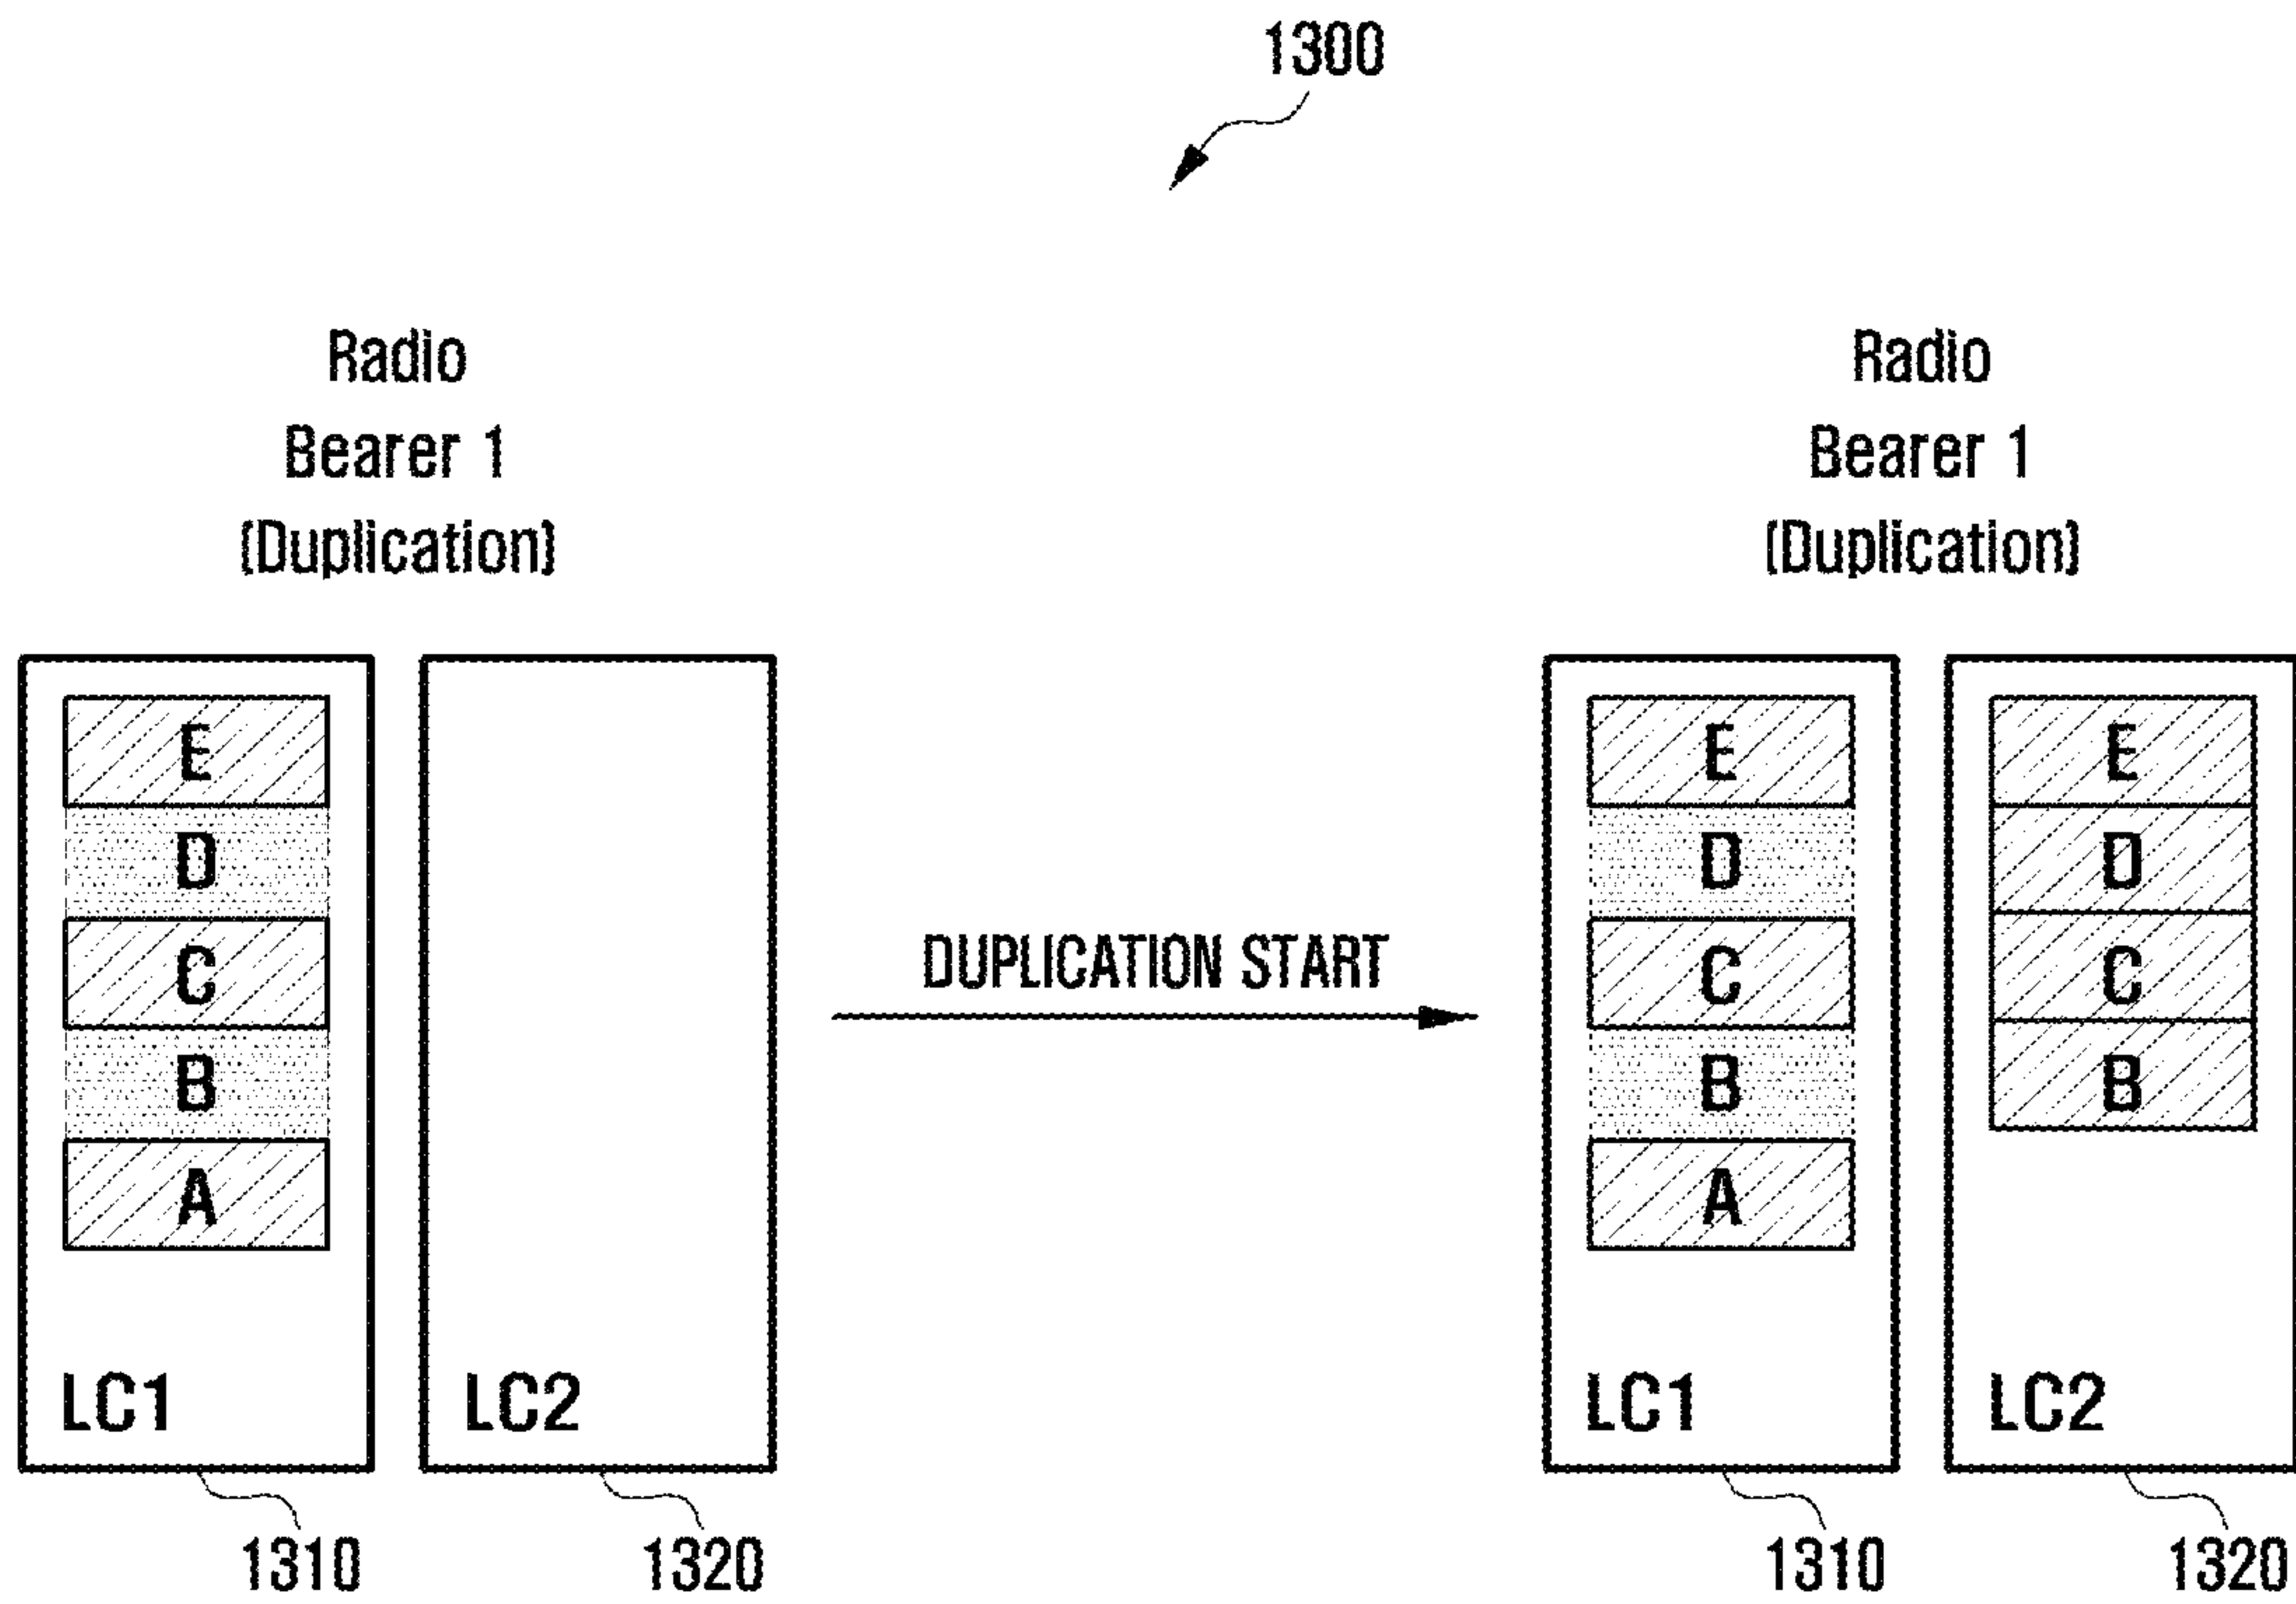 1300
Radio
Bearer 1
(Duplication)
E
D
C
B
A
LC1
1310
LC2
1320
DUPLICATION START
Radio
Bearer 1
(Duplication)
E
D
C
B
A
LC1
1310
E
D
C
B
LC2
1320